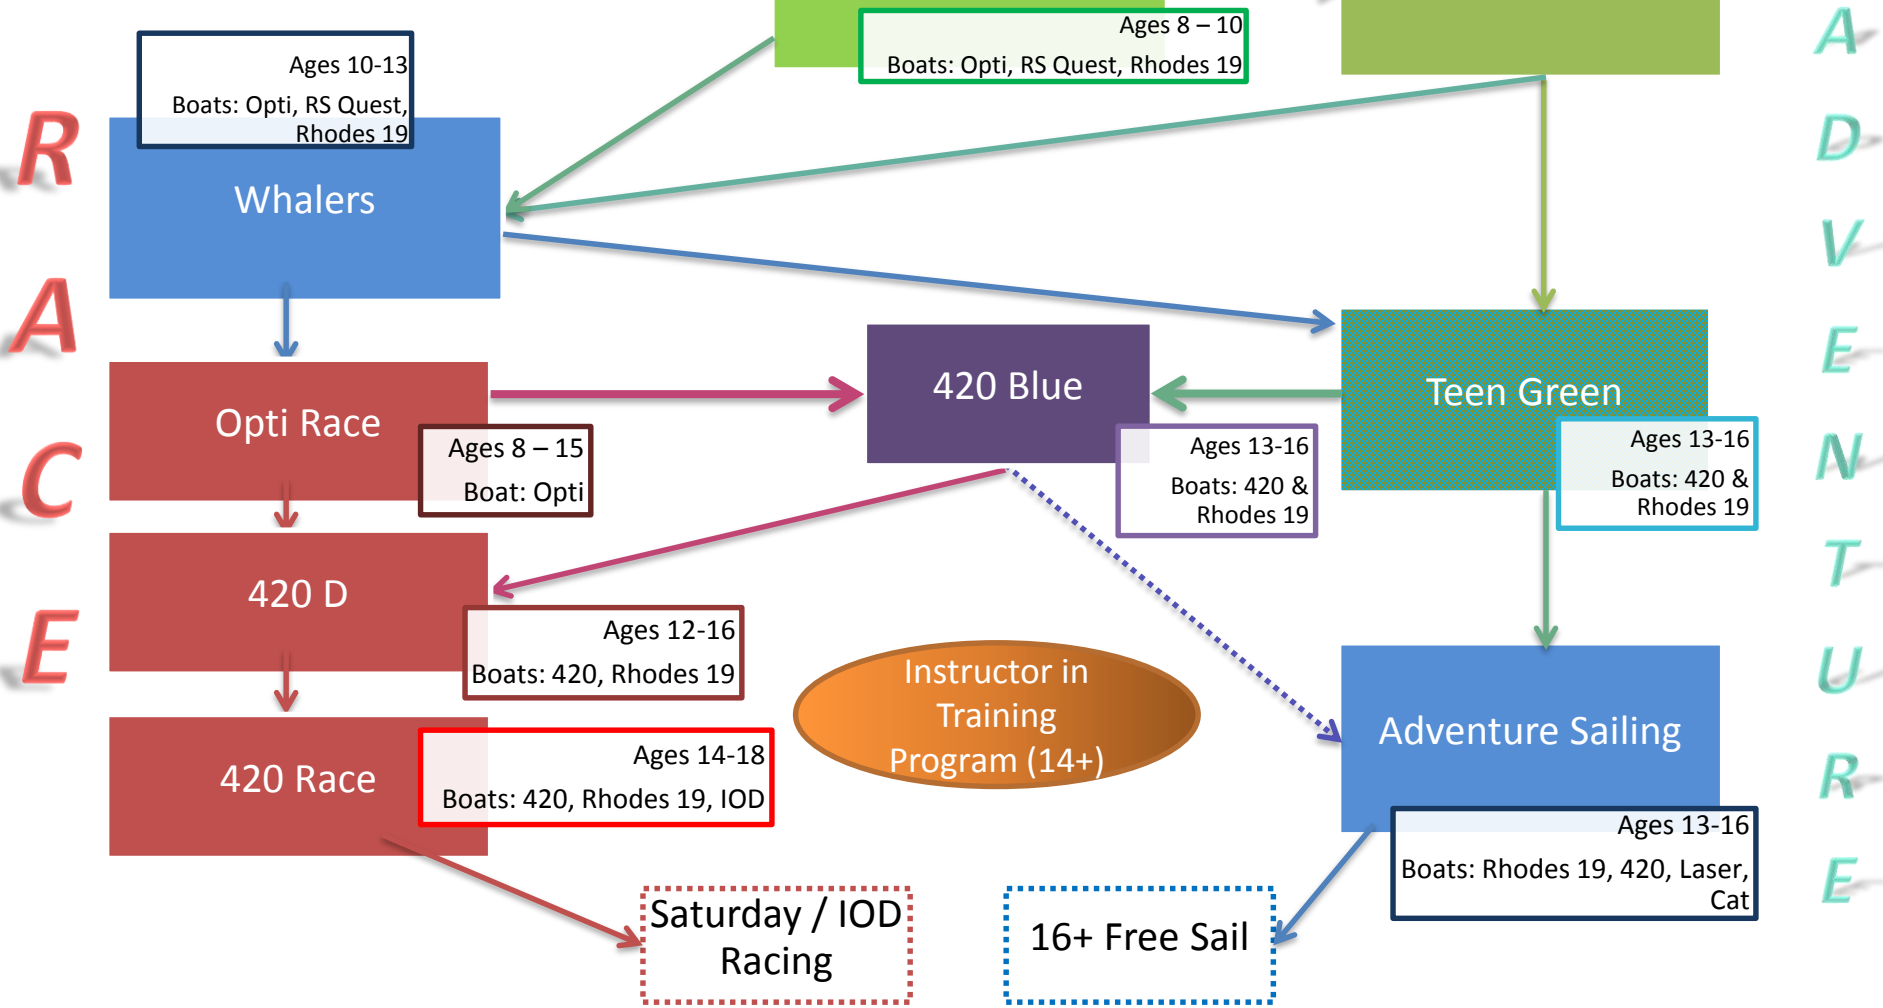 Ages 8 – 10
Boats: Opti, RS Quest, Rhodes 19
Ages 10-13
Boats: Opti, RS Quest,
Rhodes 19
Whalers
R
A
C
E
A
D
V
E
N
T
U
R
E
Opti Race
Ages 8 – 15
Boat: Opti
420 Blue
Ages 13-16
Boats: 420 &
Rhodes 19
Teen Green
Ages 13-16
Boats: 420 &
Rhodes 19
420 D
Ages 12-16
Boats: 420, Rhodes 19
Instructor in
Training
Program (14+)
Adventure Sailing
Ages 13-16
Boats: Rhodes 19, 420, Laser,
Cat
420 Race
Ages 14-18
Boats: 420, Rhodes 19, IOD
Saturday / IOD
Racing
16+ Free Sail